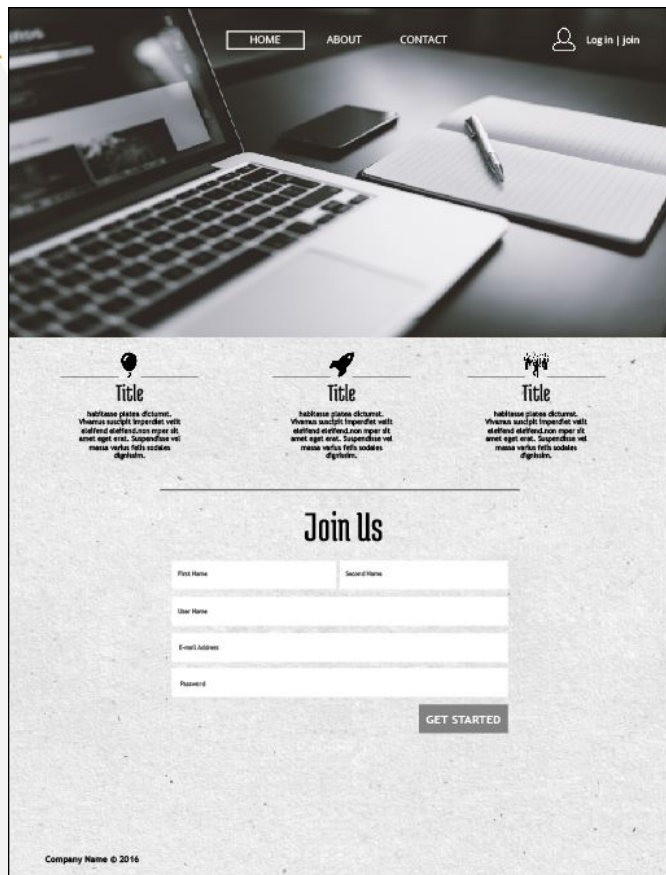 HOME ABOUT CONTACT Log in | join
Title Title Title
habitasse platea dictumst.
Vivamus suscipit imperdiet velit
eleifend eleifend.non mper sit
amet eget erat. Suspendisse vel
massa varius felis sodales
dignissim.
habitasse platea dictumst.
Vivamus suscipit imperdiet velit
eleifend eleifend.non mper sit
amet eget erat. Suspendisse vel
massa varius felis sodales
dignissim.
habitasse platea dictumst.
Vivamus suscipit imperdiet velit
eleifend eleifend.non mper sit
amet eget erat. Suspendisse vel
massa varius felis sodales
dignissim.
Join Us
First Name Second Name
User Name
E-mail Address
Password
GET STARTED
Company Name © 2016